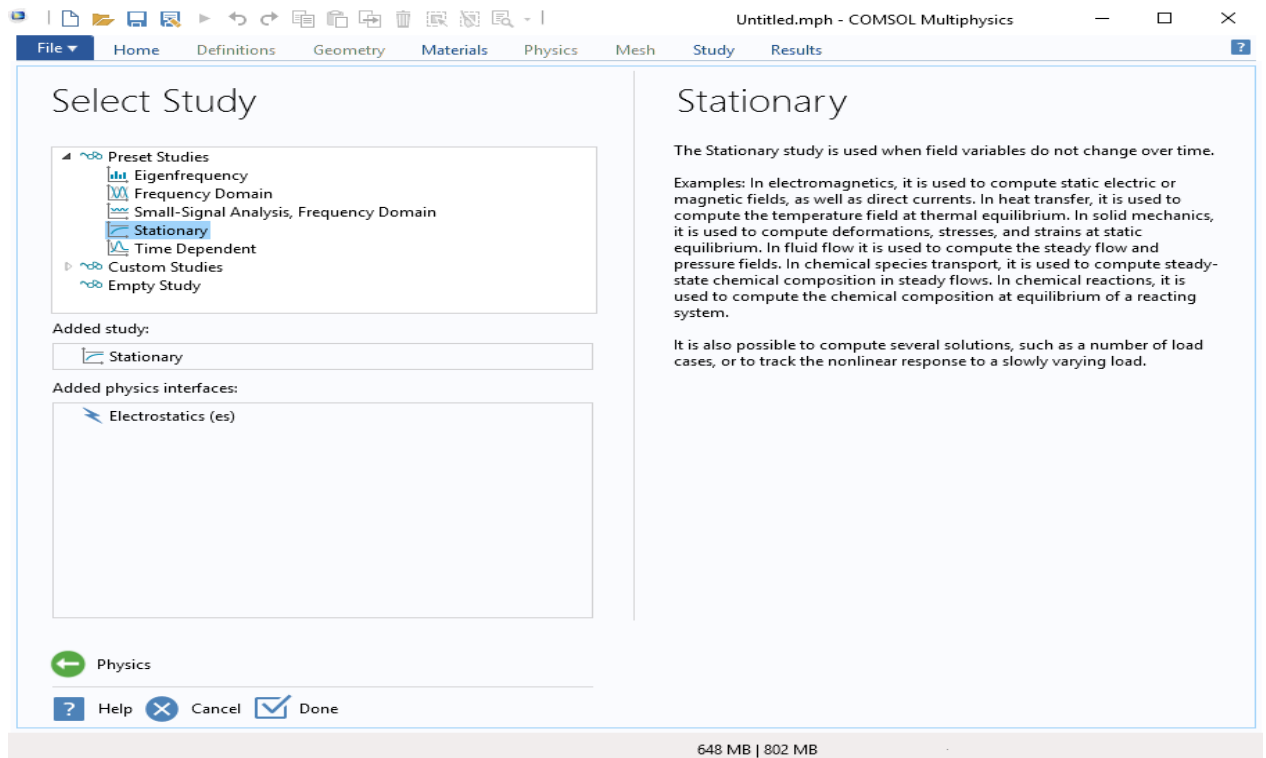 Untitled.mph - COMSOL Multiphysics
File Home Definitions Geometry Materials Physics Mesh Study Results ?
Select Study
Preset Studies
Eigenfrequency
Frequency Domain
Small-Signal Analysis, Frequency Domain
Stationary
Time Dependent
Custom Studies
Empty Study
Added study:
Stationary
Added physics interfaces:
Electrostatics (es)
Physics
? Help Cancel Done
Stationary
The Stationary study is used when field variables do not change over time.
Examples: In electromagnetics, it is used to compute static electric or
magnetic fields, as well as direct currents. In heat transfer, it is used to
compute the temperature field at thermal equilibrium. In solid mechanics,
it is used to compute deformations, stresses, and strains at static
equilibrium. In fluid flow it is used to compute the steady flow and
pressure fields. In chemical species transport, it is used to compute steady-
state chemical composition in steady flows. In chemical reactions, it is
used to compute the chemical composition at equilibrium of a reacting
system.
It is also possible to compute several solutions, such as a number of load
cases, or to track the nonlinear response to a slowly varying load.
648 MB | 802 MB